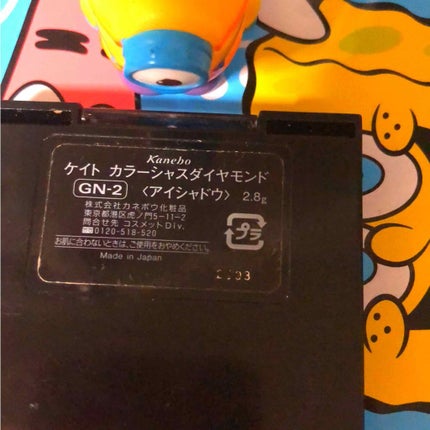 Kanebo
ケイト カラーシャスダイヤモンド
GN-2 〈アイシャドウ〉 2.8g
株式会社カネボウ化粧品
東京都港区虎ノ門5-11-2
問合せ先 コスメットDiv.
0120-518-520
お肌に合わないときは、ご使用をおやめください。
Made in Japan
プラ